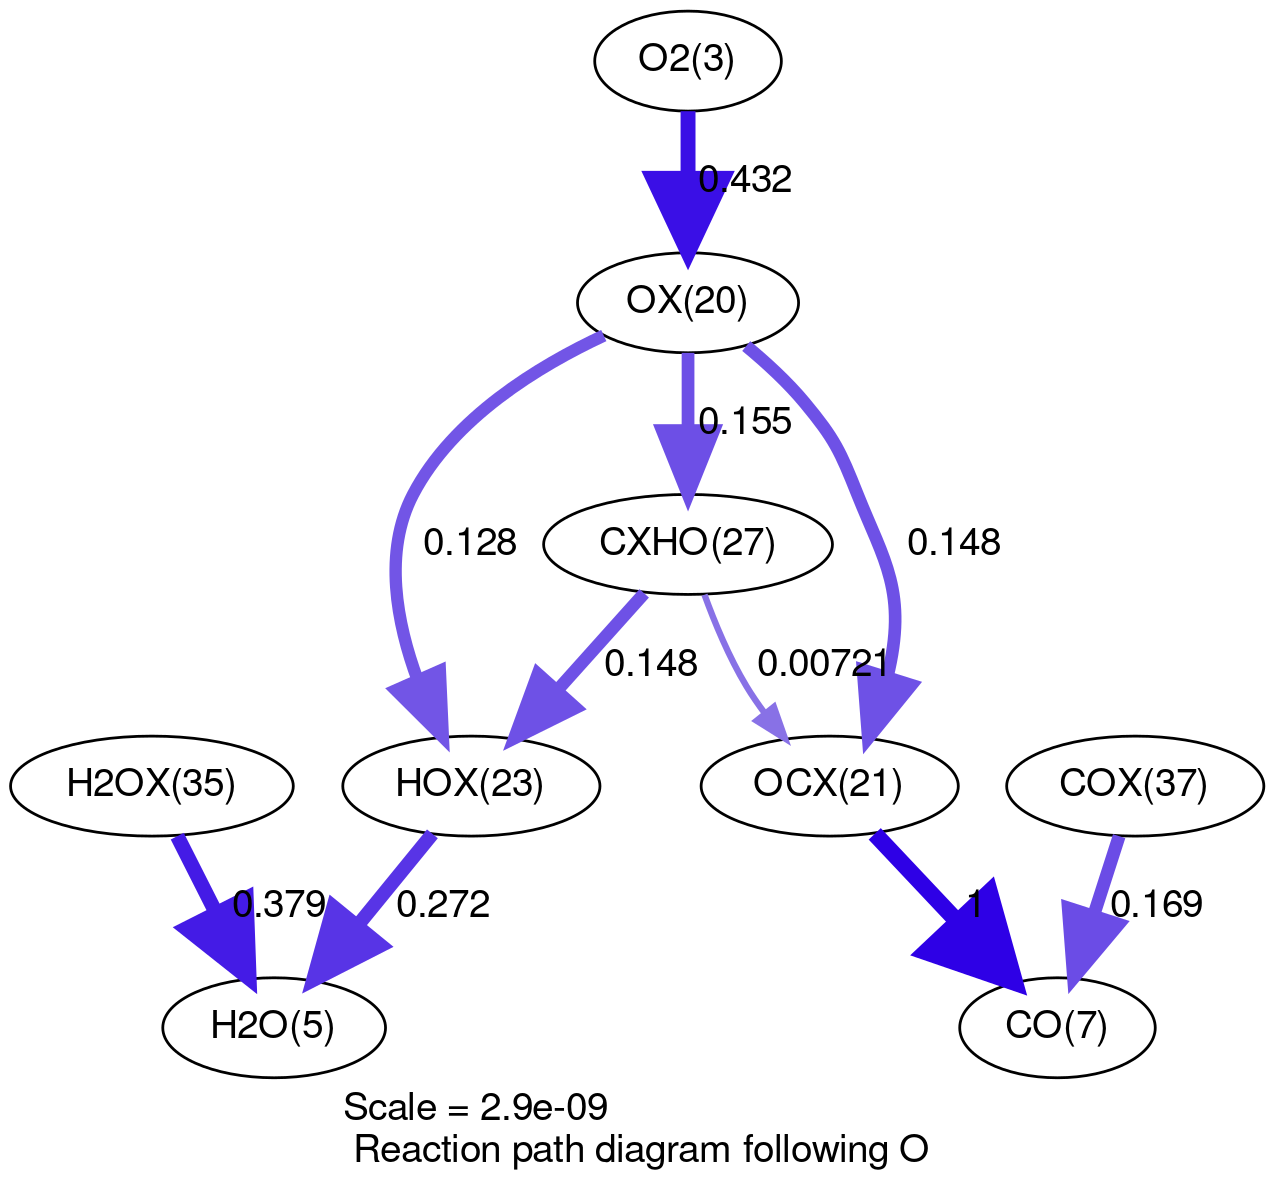 O2(3)
0.432
OX(20)
0.155
0.128
CXHO(27)
0.148
0.148
0.00721
H2OX(35)
HOX(23)
OCX(21)
COX(37)
0.379
0.272
1
0.169
H2O(5)
CO(7)
Scale = 2.9e-09
Reaction path diagram following O